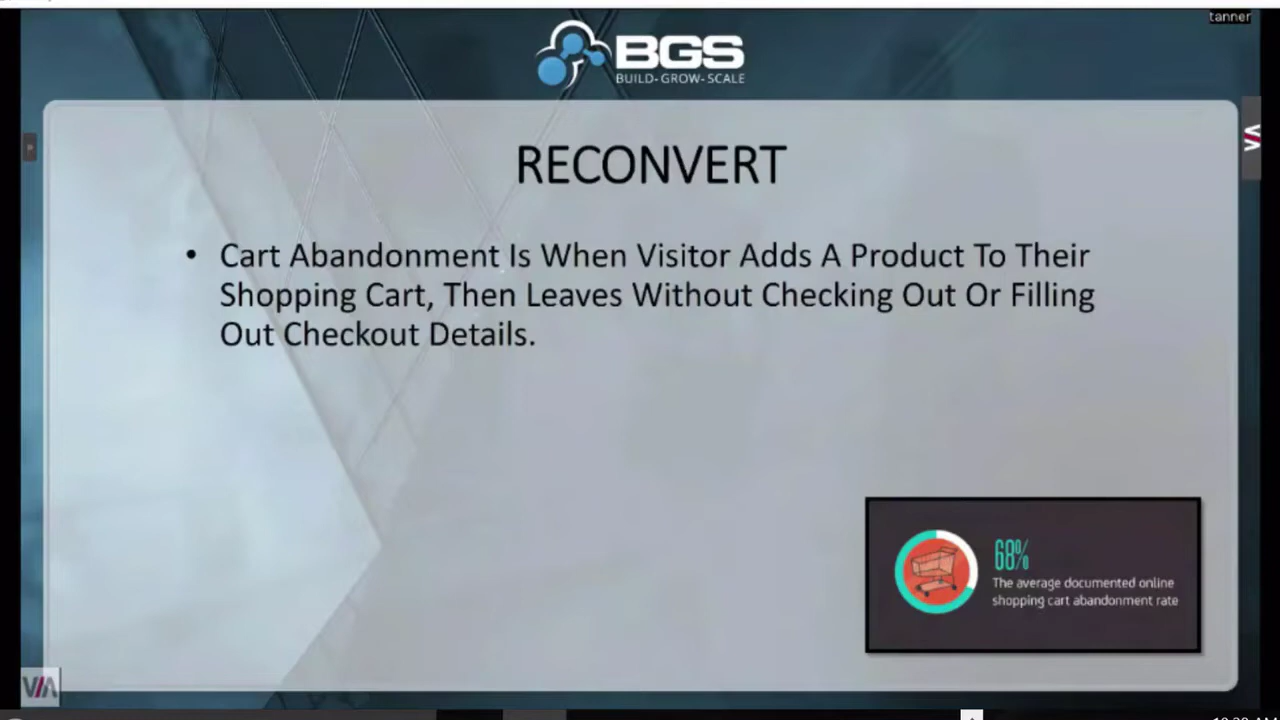 tanner
BGS
BUILD-GROW-SCALE
RECONVERT
• Cart Abandonment Is When Visitor Adds A Product To Their
Shopping Cart, Then Leaves Without Checking Out Or Filling
Out Checkout Details.
68%
The average documented online
shopping cart abandonment rate
VIA